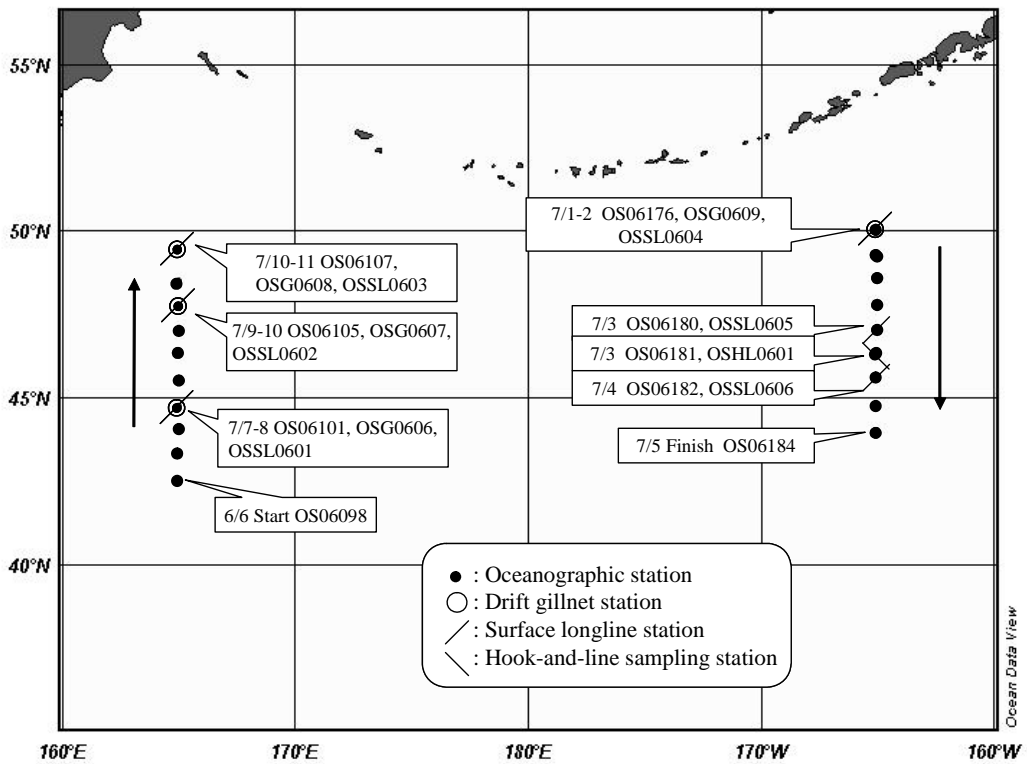 55°N
50°N
45°N
40°N
160°E
170°E
180°E
170°W
160°W
7/10-11 OS06107,
OSG0608, OSSL0603
7/9-10 OS06105, OSG0607,
OSSL0602
7/7-8 OS06101, OSG0606,
OSSL0601
6/6 Start OS06098
7/1-2 OS06176, OSG0609,
OSSL0604
7/3 OS06180, OSSL0605
7/3 OS06181, OSHL0601
7/4 OS06182, OSSL0606
7/5 Finish OS06184
: Oceanographic station
: Drift gillnet station
: Surface longline station
: Hook-and-line sampling station
Ocean Data View